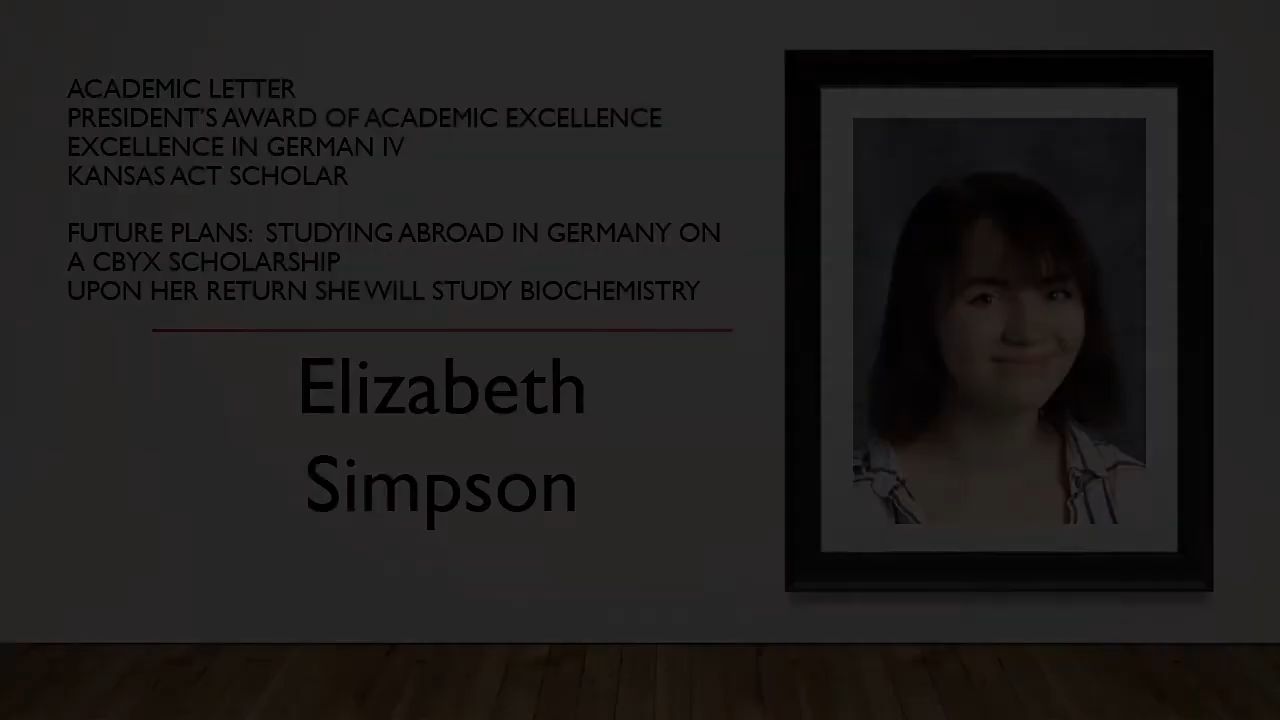 ACADEMIC LETTER
PRESIDENT'S AWARD OF ACADEMIC EXCELLENCE
EXCELLENCE IN GERMAN IV
KANSAS ACT SCHOLAR
FUTURE PLANS:  STUDYING ABROAD IN GERMANY ON
A CBYX SCHOLARSHIP
UPON HER RETURN SHE WILL STUDY BIOCHEMISTRY
Elizabeth
Simpson